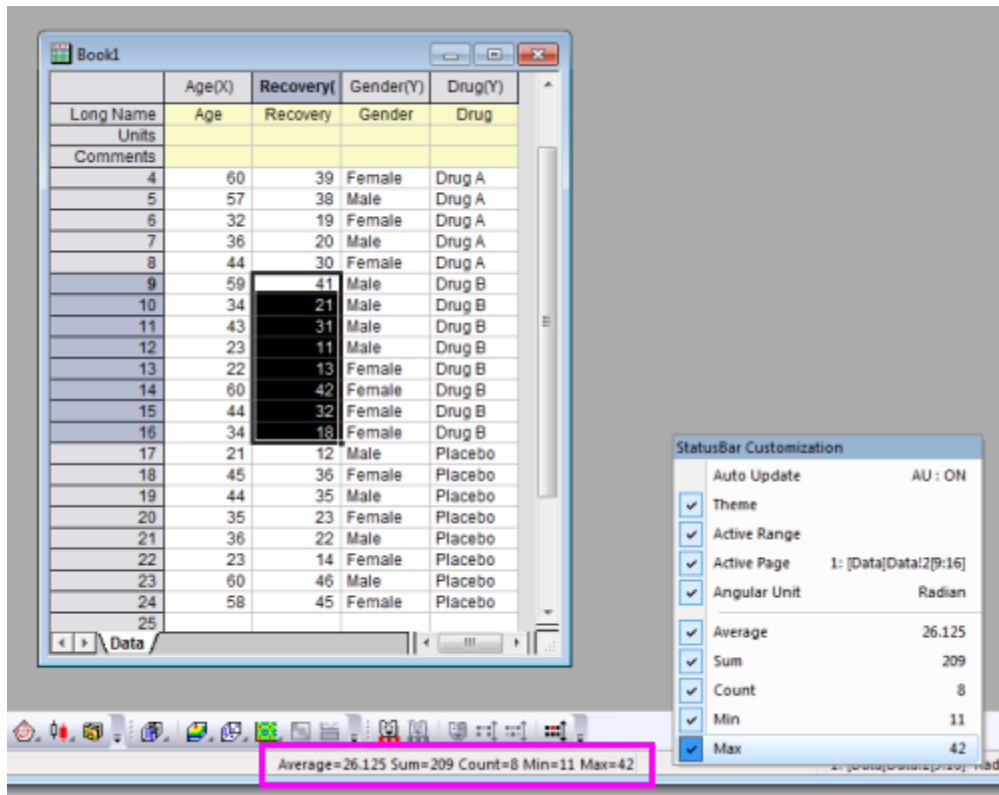 Book1
Age(X) Recovery( Gender(Y) Drug(Y)
Long Name Age Recovery Gender Drug
Units
Comments
4 60 39 Female Drug A
5 57 38 Male Drug A
6 32 19 Female Drug A
7 36 20 Male Drug A
8 44 30 Female Drug A
9 59 41 Male Drug B
10 34 21 Male Drug B
11 43 31 Male Drug B
12 23 11 Male Drug B
13 22 13 Female Drug B
14 60 42 Female Drug B
15 44 32 Female Drug B
16 34 18 Female Drug B
17 21 12 Male Placebo
18 45 36 Female Placebo
19 44 35 Male Placebo
20 35 23 Female Placebo
21 36 22 Male Placebo
22 23 14 Female Placebo
23 60 46 Male Placebo
24 58 45 Female Placebo
25
Data
StatusBar Customization
Auto Update AU : ON
Theme
Active Range
Active Page 1: [Data]Data!2[9:16]
Angular Unit Radian
Average 26.125
Sum 209
Count 8
Min 11
Max 42
Average=26.125 Sum=209 Count=8 Min=11 Max=42